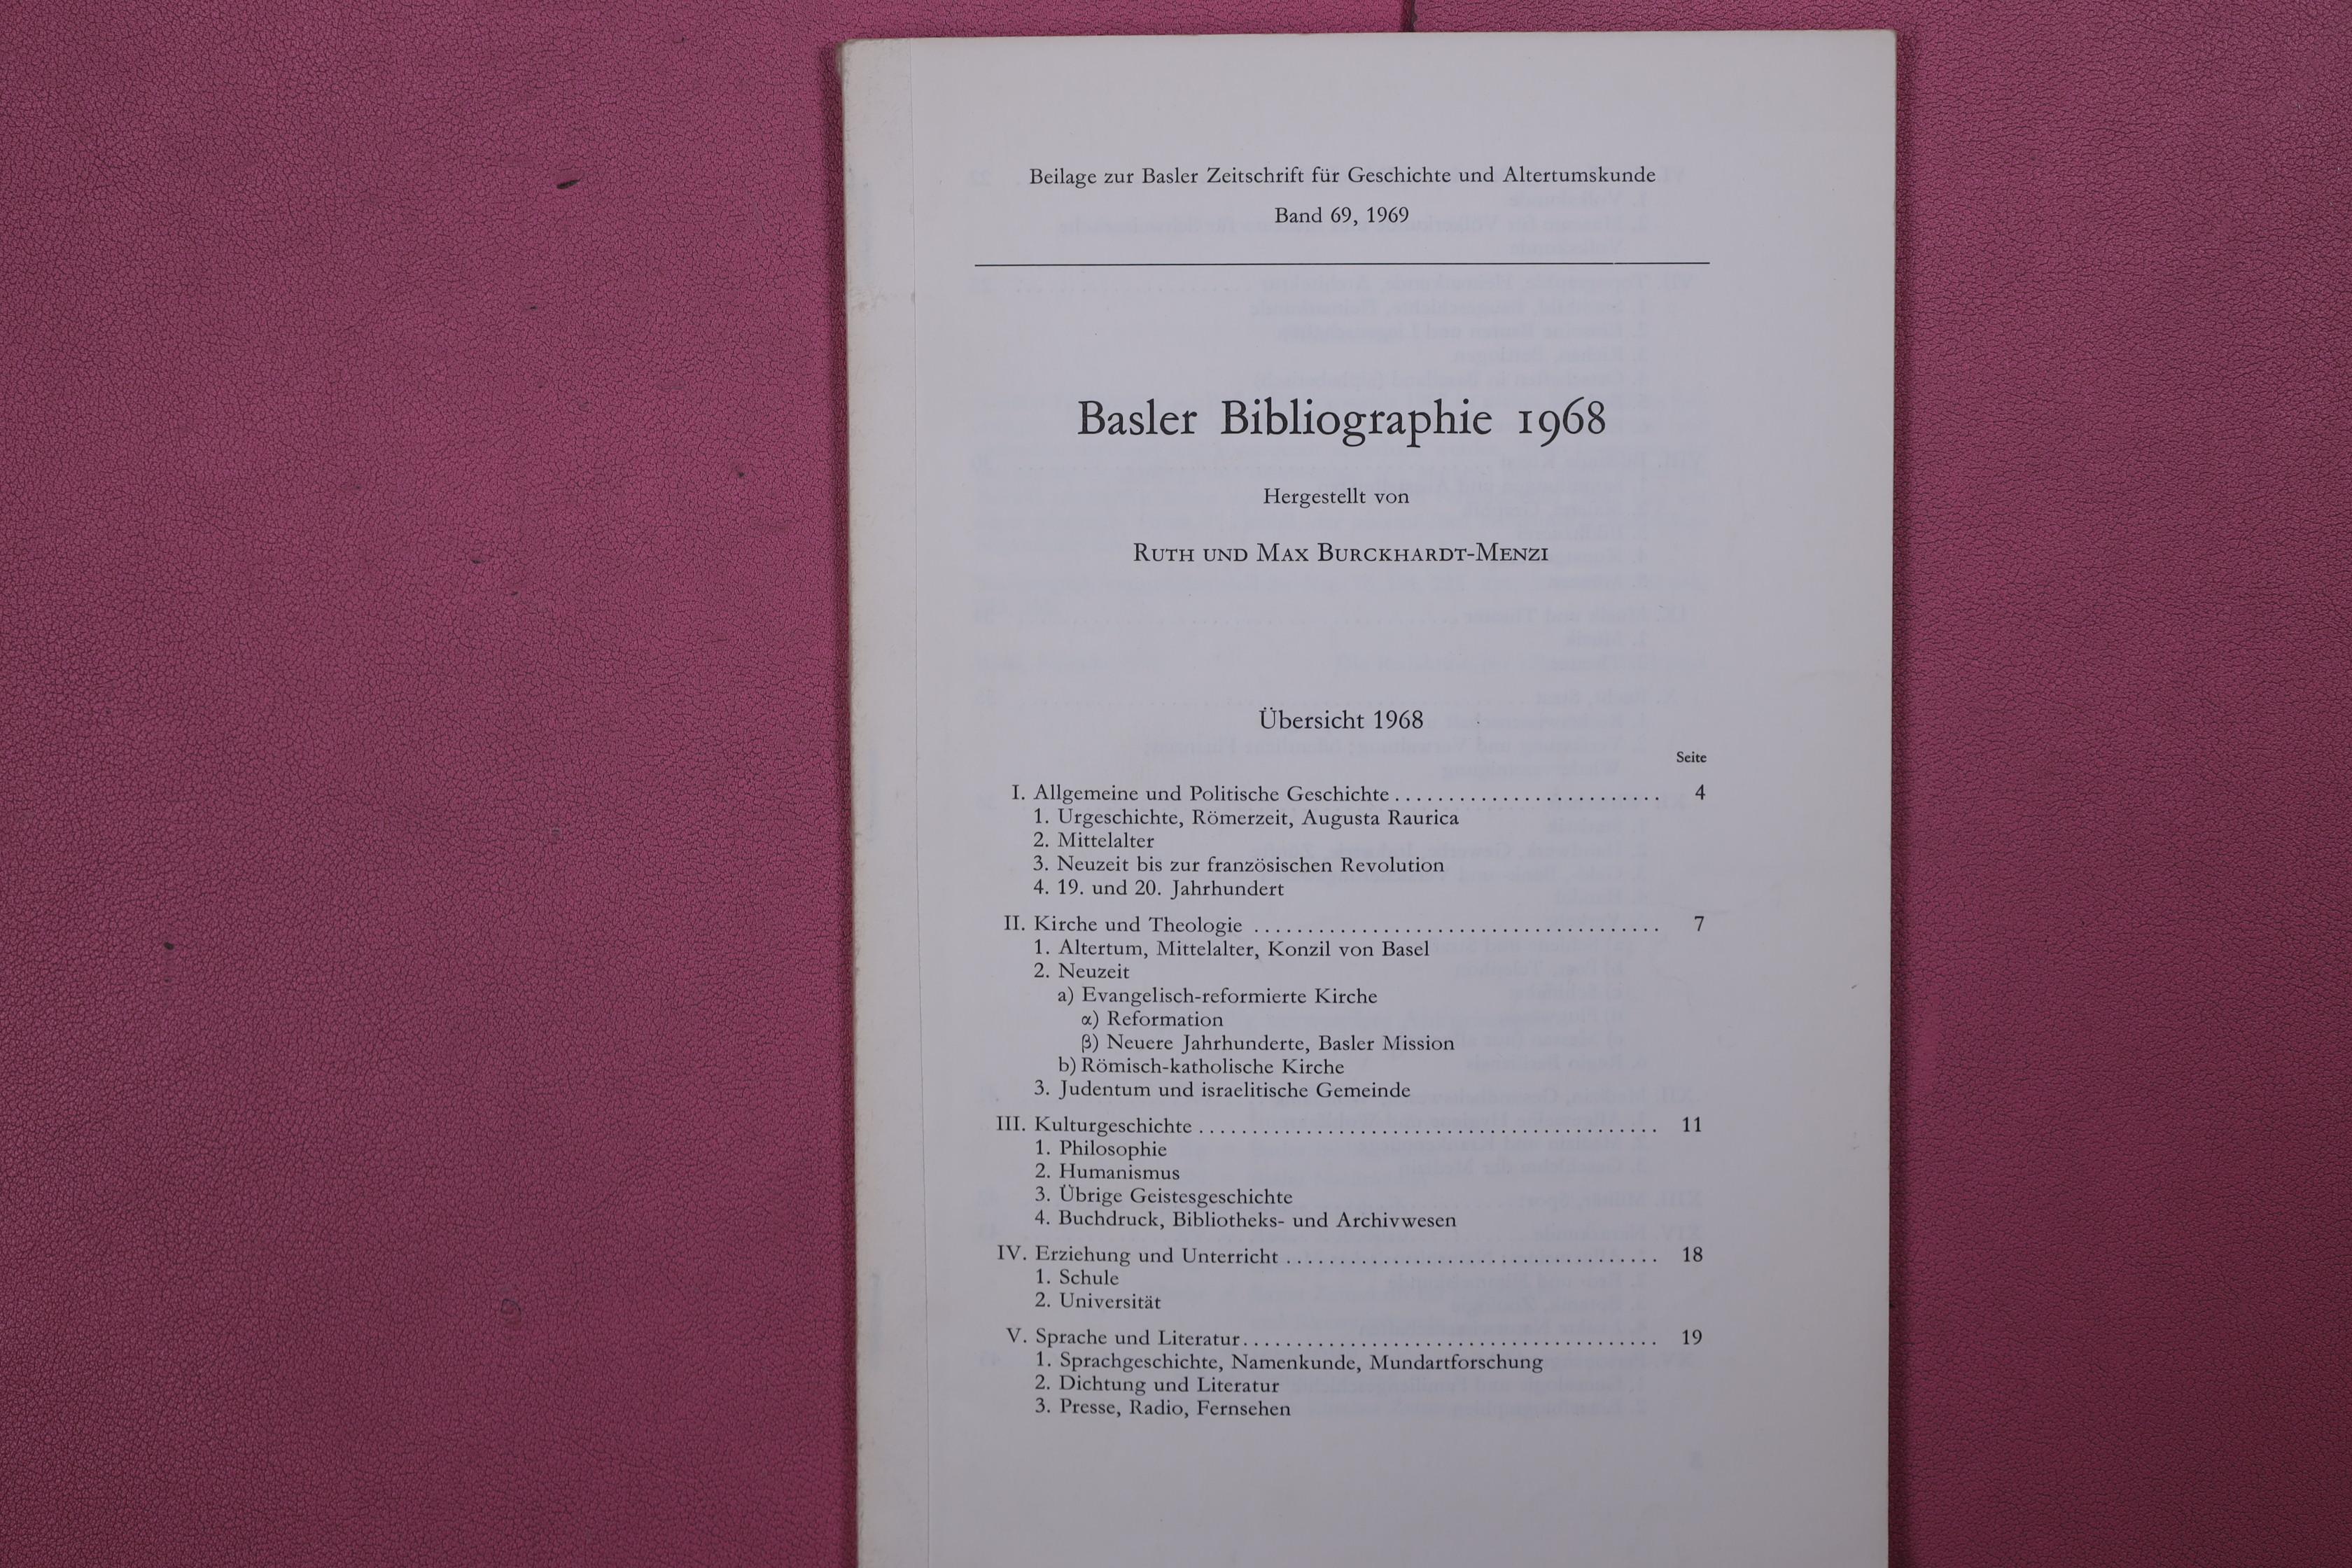 Beilage zur Basler Zeitschrift für Geschichte und Altertumskunde
Band 69, 1969
Basler Bibliographie 1968
Hergestellt von
Ruth und Max Burckhardt-Menzi
Übersicht 1968
Seite
I. Allgemeine und Politische Geschichte ......................... 4
1. Urgeschichte, Römerzeit, Augusta Raurica
2. Mittelalter
3. Neuzeit bis zur französischen Revolution
4. 19. und 20. Jahrhundert
II. Kirche und Theologie ...................................... 7
1. Altertum, Mittelalter, Konzil von Basel
2. Neuzeit
a) Evangelisch-reformierte Kirche
α) Reformation
β) Neuere Jahrhunderte, Basler Mission
b) Römisch-katholische Kirche
3. Judentum und israelitische Gemeinde
III. Kulturgeschichte ........................................... 11
1. Philosophie
2. Humanismus
3. Übrige Geistesgeschichte
4. Buchdruck, Bibliotheks- und Archivwesen
IV. Erziehung und Unterricht ................................... 18
1. Schule
2. Universität
V. Sprache und Literatur....................................... 19
1. Sprachgeschichte, Namenkunde, Mundartforschung
2. Dichtung und Literatur
3. Presse, Radio, Fernsehen